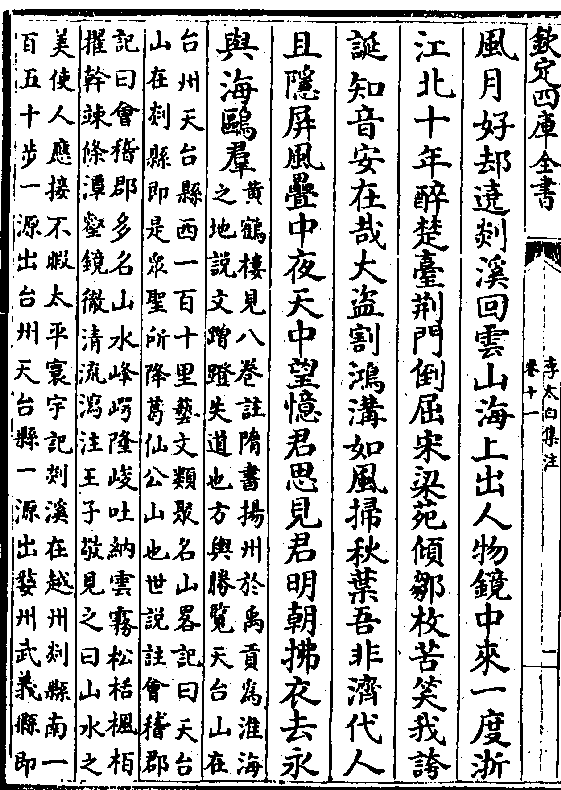 欽定四庫全書
李太白集注
卷十一
一
風月好却遶剡溪回雲山海上出人物鏡中來一度浙
江北十年醉楚臺荆門倒屈宋梁苑傾鄒枚苦笑我誇
誕知音安在哉大盜割鴻溝如風掃秋葉吾非濟代人
且隱屏風疊中夜天中望憶君思見君明朝拂衣去永
與海鷗羣
黄鶴樓見八卷註隋書揚州於禹貢為淮海
之地說文蹭蹬失道也方輿勝覽天台山在
台州天台縣西一百十里藝文類聚名山畧記曰天台
山在剡縣即是衆聖所降葛仙公山也世說註會稽郡
記曰會稽郡多名山水峰崿隆峻吐納雲霧松栝楓栢
擢幹竦條潭壑鏡徹清流瀉注王子敬見之曰山水之
美使人應接不暇太平寰宇記剡溪在越州剡縣南一
百五十步一源出台州天台縣一源出婺州武義縣即